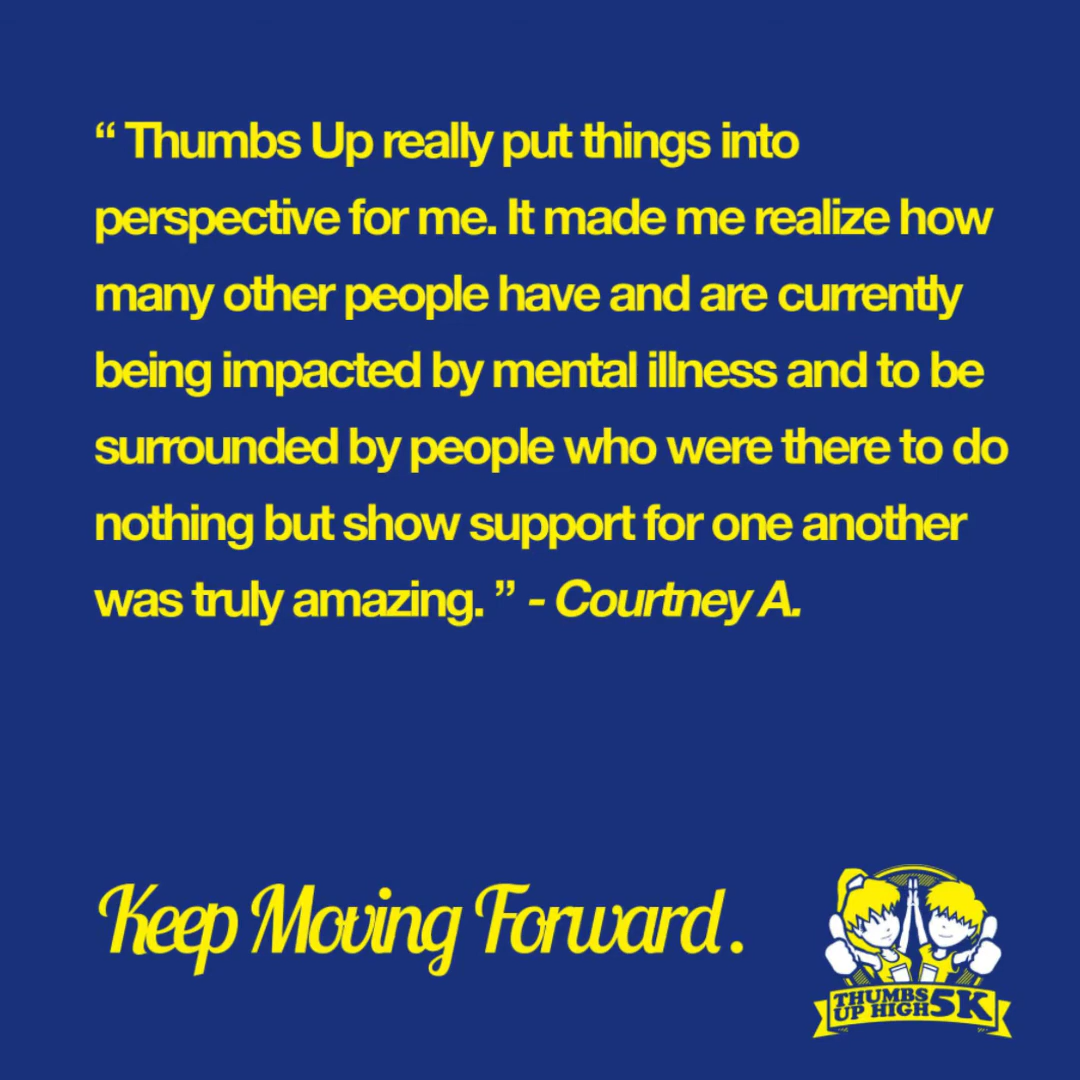 “ Thumbs Up really put things into
perspective for me. It made me realize how
many other people have and are currently
being impacted by mental illness and to be
surrounded by people who were there to do
nothing but show support for one another
was truly amazing. ” - Courtney A.
Keep Moving Forward.
THUMBS
UP HIGH 5K